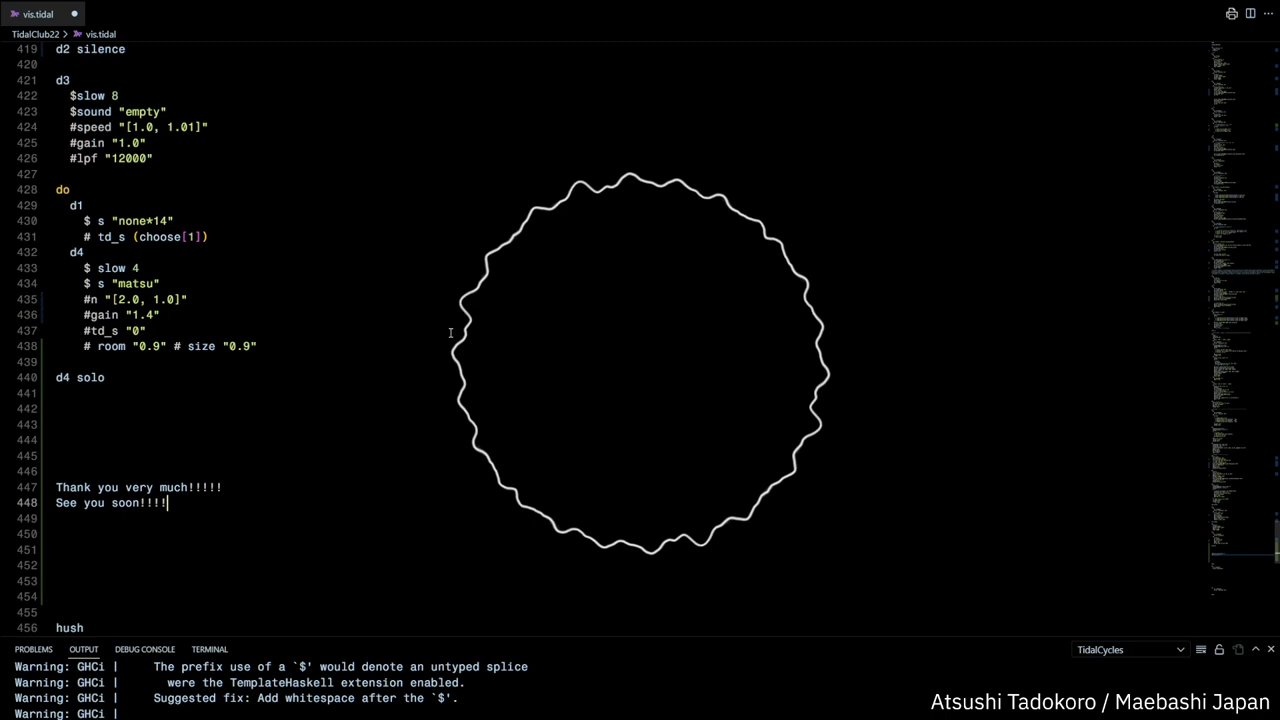 vis.tidal
TidalClub22 > vis.tidal
419 d2 silence
420
421 d3
422 $slow 8
423 $sound "empty"
424 #speed "[1.0, 1.01]"
425 #gain "1.0"
426 #lpf "12000"
427
428 do
429 d1
430 $ s "none*14"
431 # td_s (choose[1])
432 d4
433 $ slow 4
434 $ s "matsu"
435 #n "[2.0, 1.0]"
436 #gain "1.4"
437 #td_s "0"
438 # room "0.9" # size "0.9"
439
440 d4 so
441
442
443
444
445
446
447 Thank you very much!!!!!
448 See you soon!!!!
449
450
451
452
453
454
455
456 hush
PROBLEMS OUTPUT DEBUG CONSOLE TERMINAL TidalCycles
Warning: GHCi | The prefix use of a `$' would denote an untyped splice
Warning: GHCi | were the TemplateHaskell extension enabled.
Warning: GHCi | Suggested fix: Add whitespace after the `$'.
Warning: GHCi |
Atsushi Tadokoro / Maebashi Japan